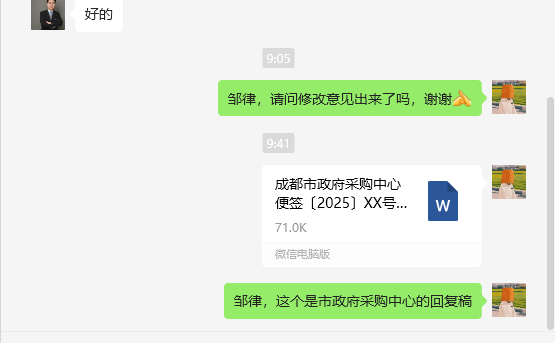 好的
9:05
邹律，请问修改意见出来了吗，谢谢
9:41
成都市政府采购中心
便签〔2025〕XX号...
W
71.0K
微信电脑版
邹律，这个是市政府采购中心的回复稿